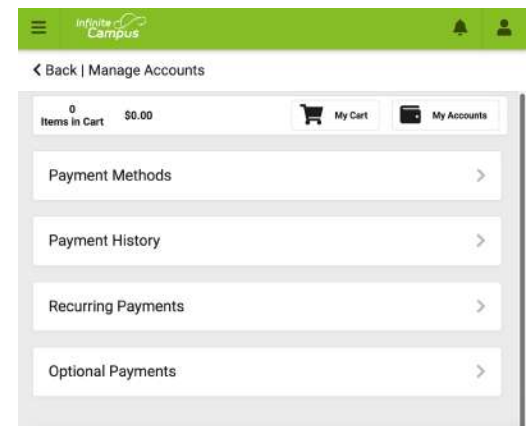 Infinite
Campus
Back | Manage Accounts
0
Items in Cart
$0.00
My Cart
My Accounts
Payment Methods
Payment History
Recurring Payments
Optional Payments